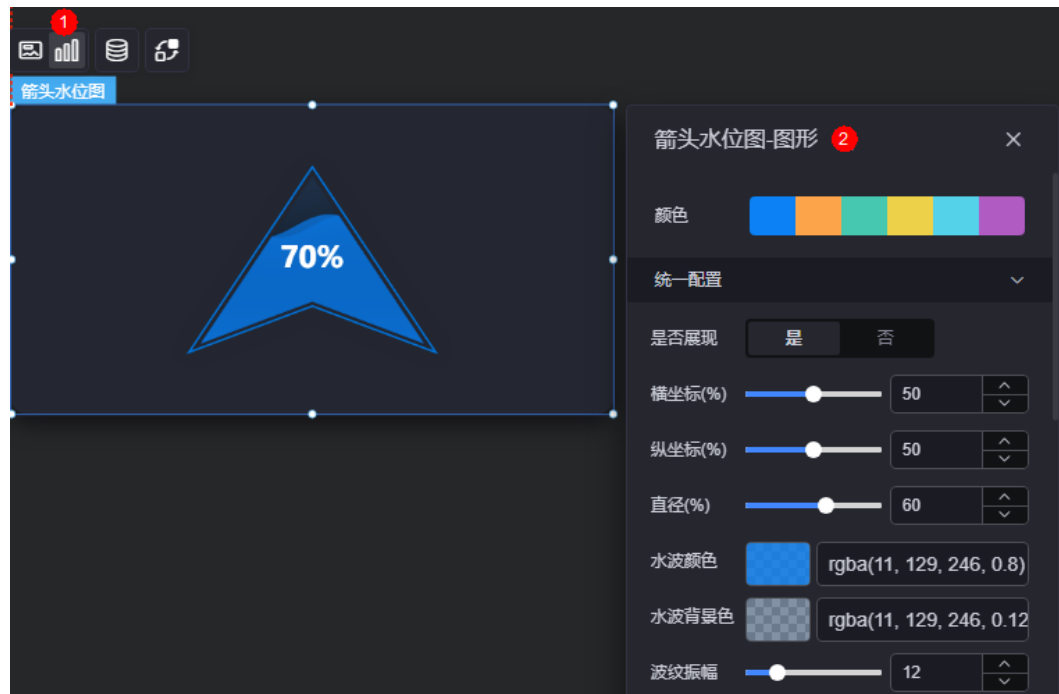 1
箭头水位图
70%
箭头水位图-图形 2
颜色
统一配置
是否展现 是 否
横坐标(%) 50
纵坐标(%) 50
直径(%) 60
水波颜色 rgba(11, 129, 246, 0.8)
水波背景色 rgba(11, 129, 246, 0.12
波纹振幅 12